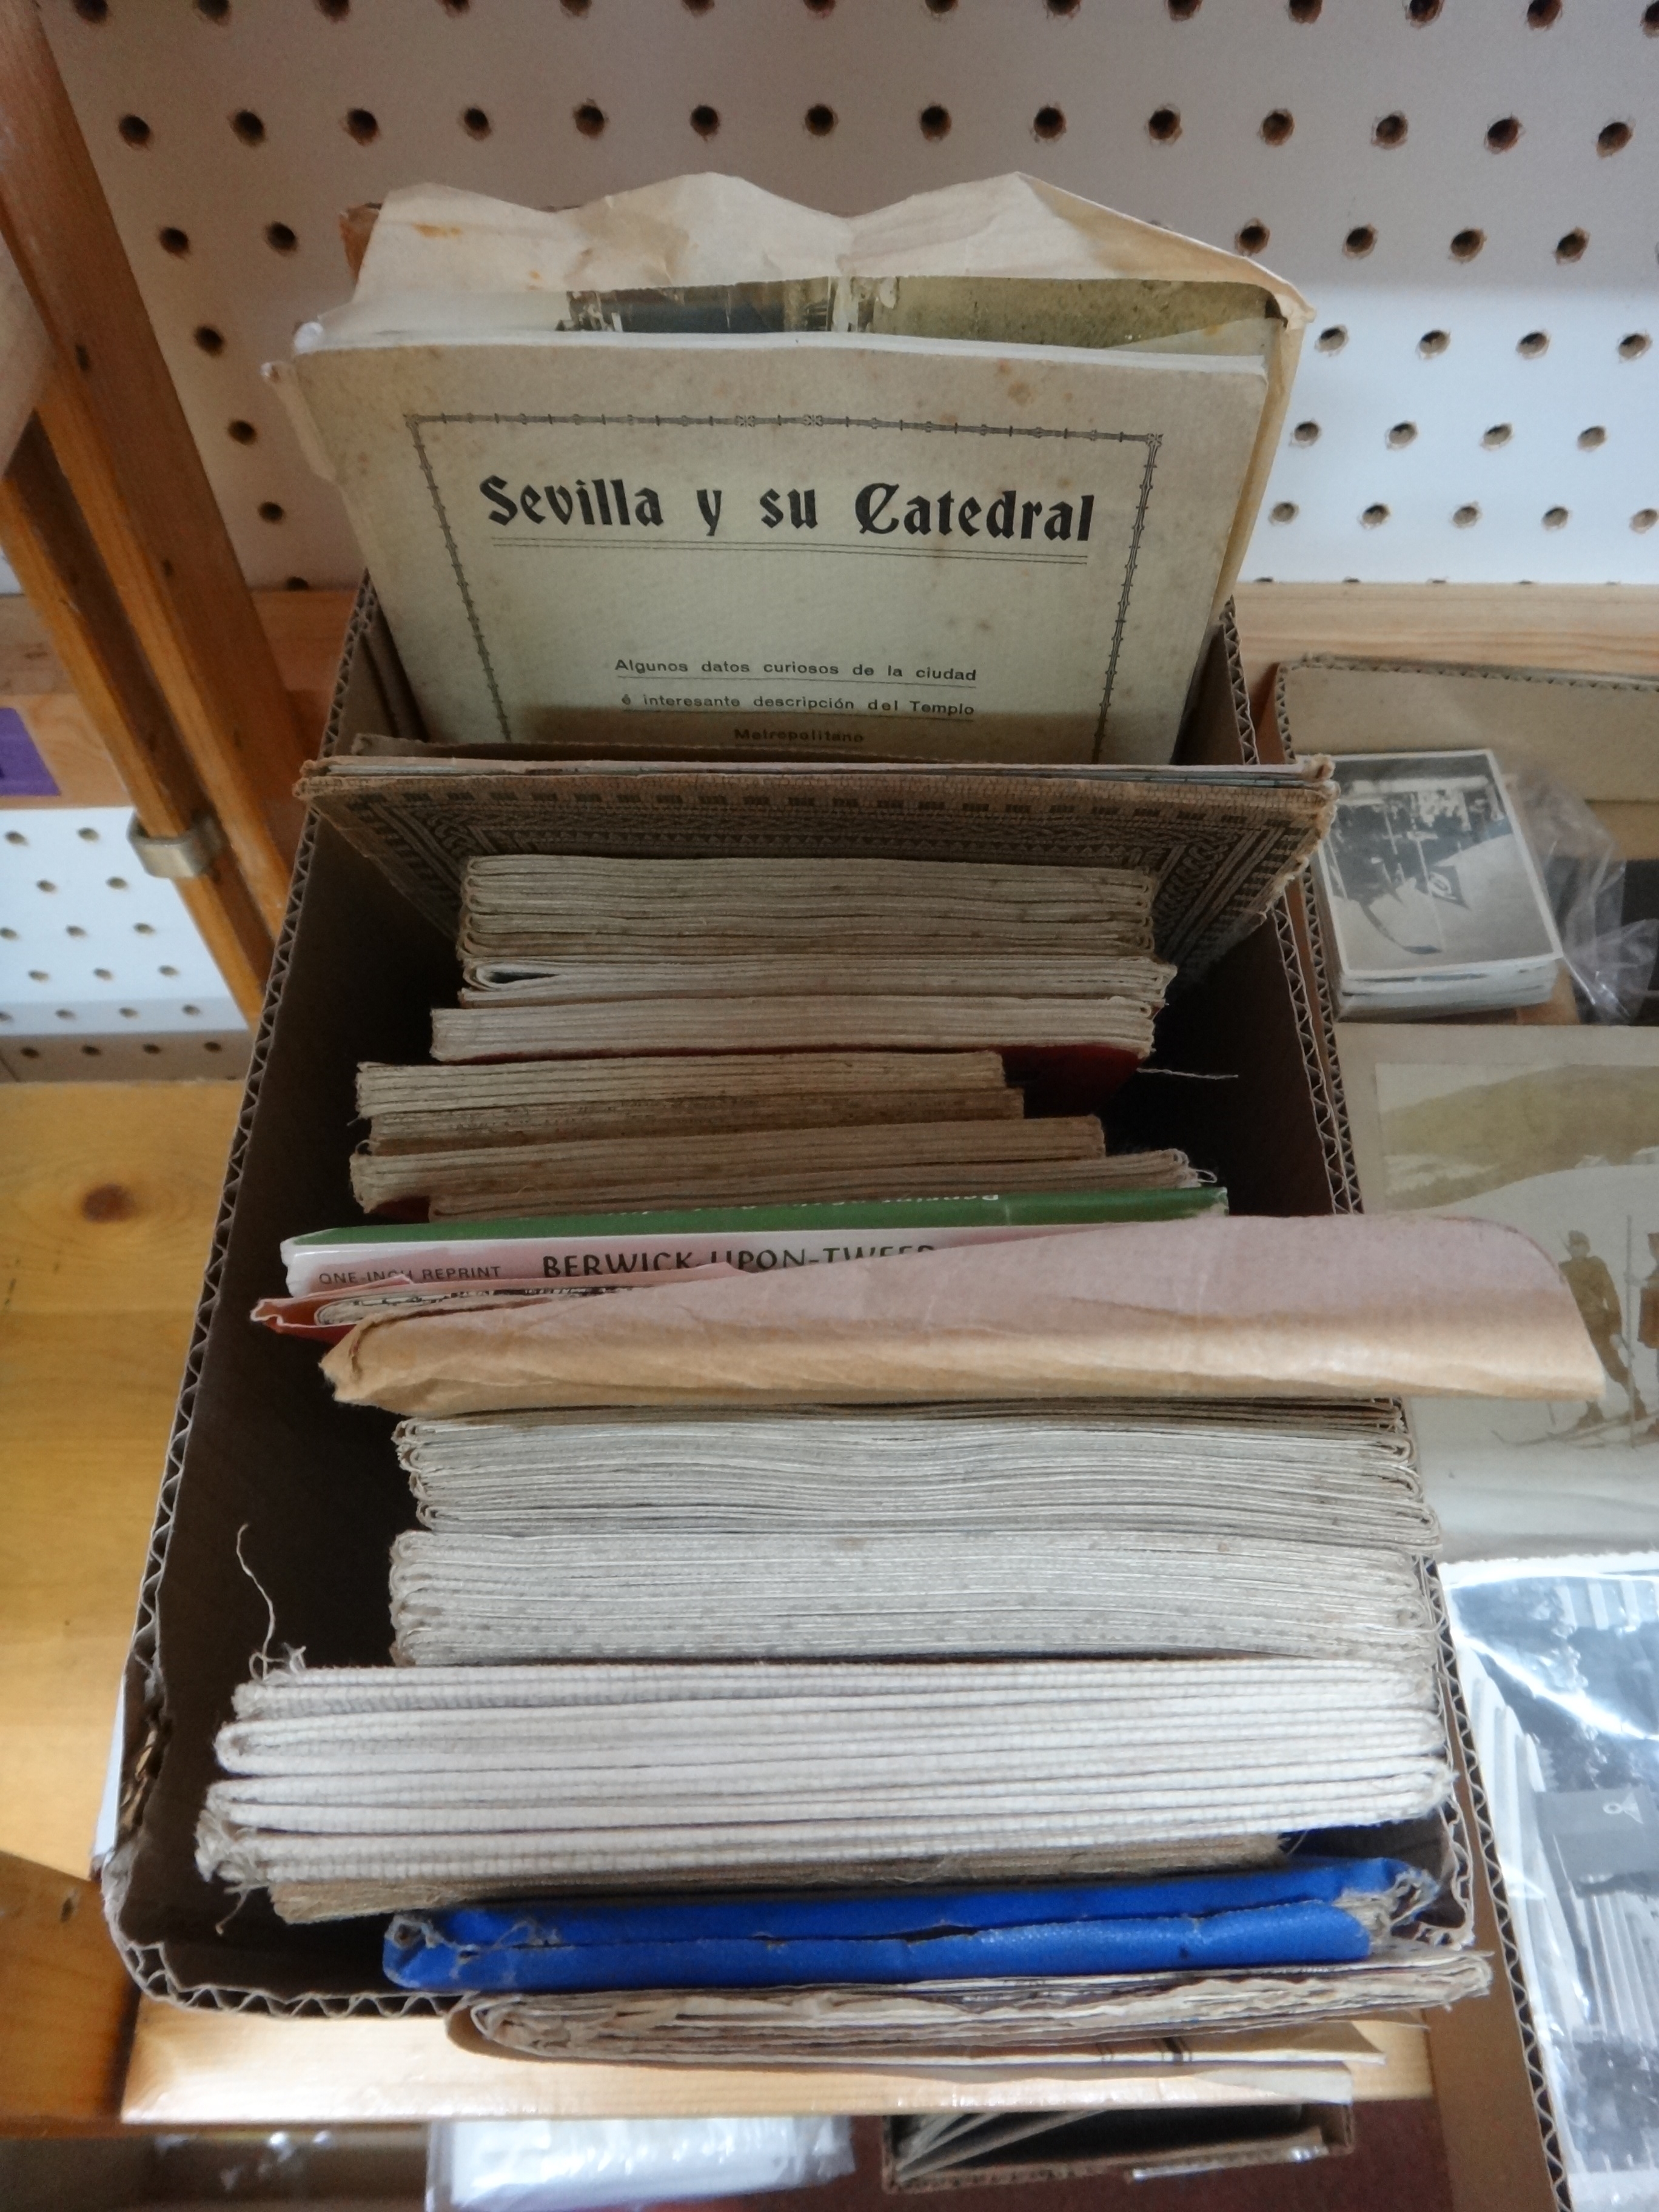 Sevilla y su Catedral
Algunos datos curiosos de la ciudad
é interesante descripción del Templo
Metropolitano
ONE-INCH REPRINT BERWICK-UPON-TWEED